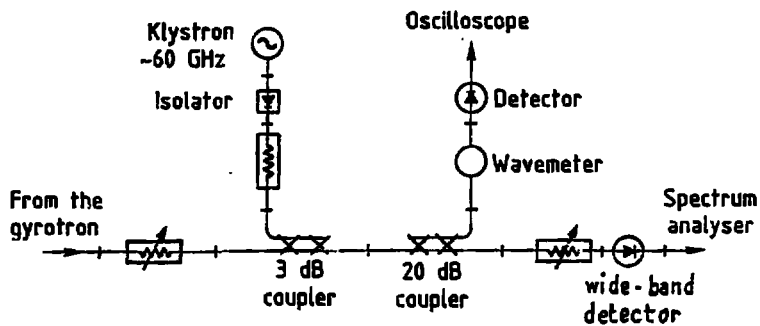 Oscilloscope
Klystron
~60 GHz
Isolator
Detector
Wavemeter
From the
gyrotron
Spectrum
analyser
3 dB
coupler
20 dB
coupler
wide-band
detector